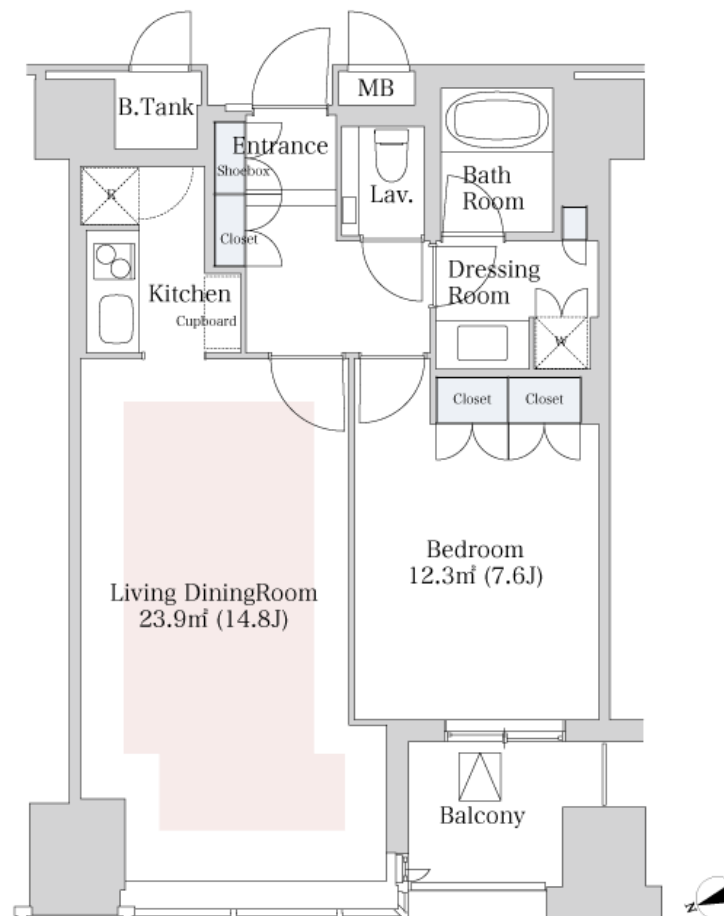 B.Tank
MB
Entrance
Shoebox
Closet
Lav.
Bath
Room
R
Kitchen
Cupboard
Dressing
Room
W
Closet
Closet
Bedroom
12.3㎡ (7.6J)
Living DiningRoom
23.9㎡ (14.8J)
Balcony
N